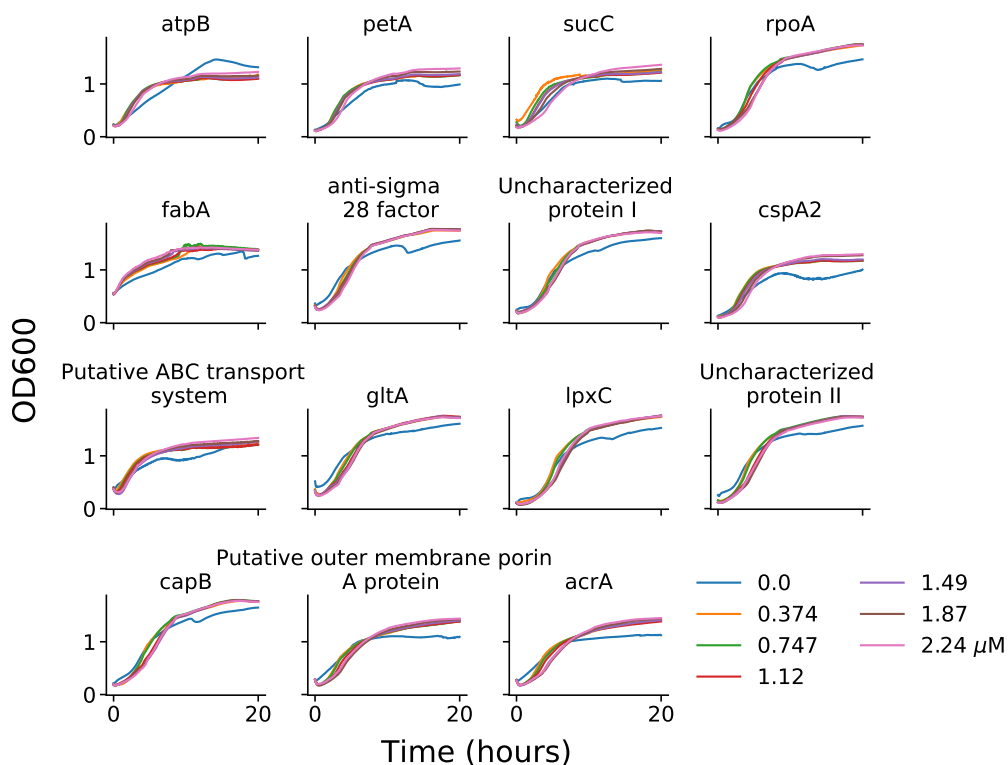 atpB
petA
sucC
rpoA
1
0
fabA
anti-sigma
28 factor
Uncharacterized
protein I
cspA2
1
0
OD600
Putative ABC transport
system
gltA
lpxC
Uncharacterized
protein II
1
0
capB
Putative outer membrane porin
A protein
acrA
1
0
0
20
0
20
0
20
0.0
0.374
0.747
1.12
1.49
1.87
2.24 μM
Time (hours)